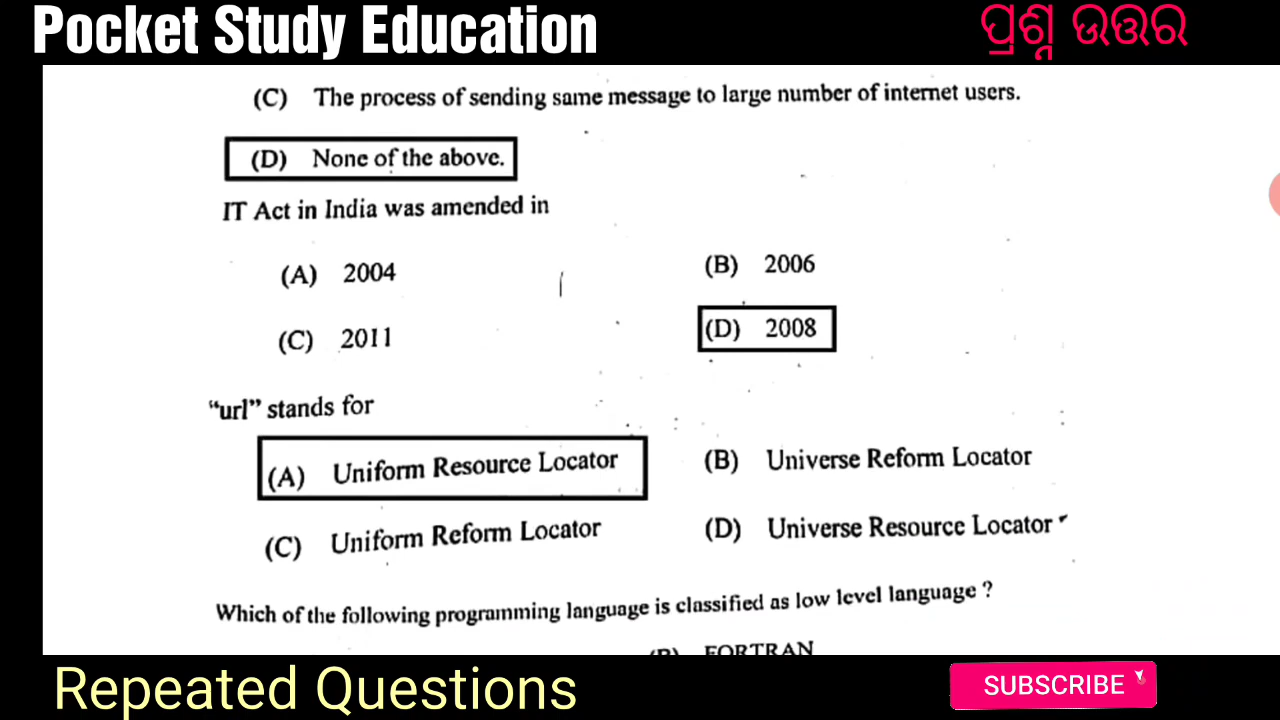 Pocket Study Education
ପ୍ରଶ୍ନ ଉତ୍ତର
(C) The process of sending same message to large number of internet users.
(D) None of the above.
IT Act in India was amended in
(A) 2004 (B) 2006
(C) 2011 (D) 2008
“url” stands for
(A) Uniform Resource Locator (B) Universe Reform Locator
(C) Uniform Reform Locator (D) Universe Resource Locator
Which of the following programming language is classified as low level language ?
(B) FORTRAN
Repeated Questions
SUBSCRIBE